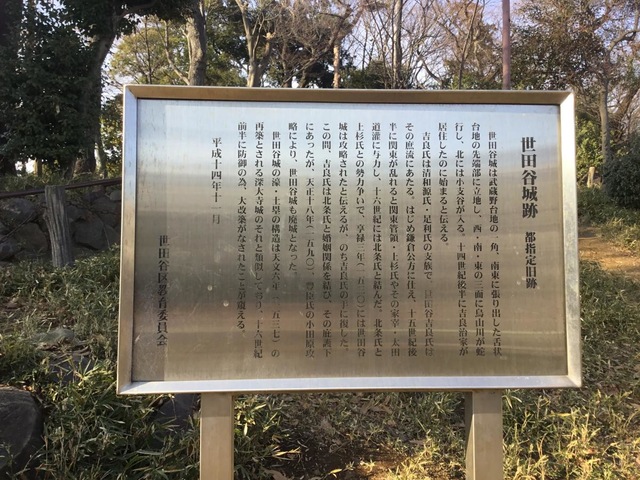 世田谷城跡　都指定旧跡
世田谷城は武蔵野台地の一角、南東に張り出した舌状
台地の先端部に立地し、西・南・東の三面に烏山川が蛇
行し、北には小支谷が入る。十四世紀後半に吉良治家が
居住したのに始まると伝える。
吉良氏は清和源氏・足利氏の支族で、世田谷吉良氏は
その庶流にあたる。はじめ鎌倉公方に仕え、十五世紀後
半に関東が乱れると関東管領・上杉氏やその家宰・太田
道灌に与力し、十六世紀には北条氏と結んだ。北条氏と
上杉氏との勢力争いで、享禄三年（一五三〇）には世田谷
城は攻略されたと伝えるが、のち吉良氏の手に復した。
この間、吉良氏は北条氏と婚姻関係を結び、その庇護下
にあったが、天正十八年（一五九〇）、豊臣氏の小田原攻
略により、世田谷城も廃城となった。
世田谷城の濠・土塁の構造は天文六年（一五三七）の
再築とされる深大寺城のそれと類似しており、十六世紀
前半に防御の為、大改築がなされたことが窺える。
平成十四年十一月
世田谷区教育委員会